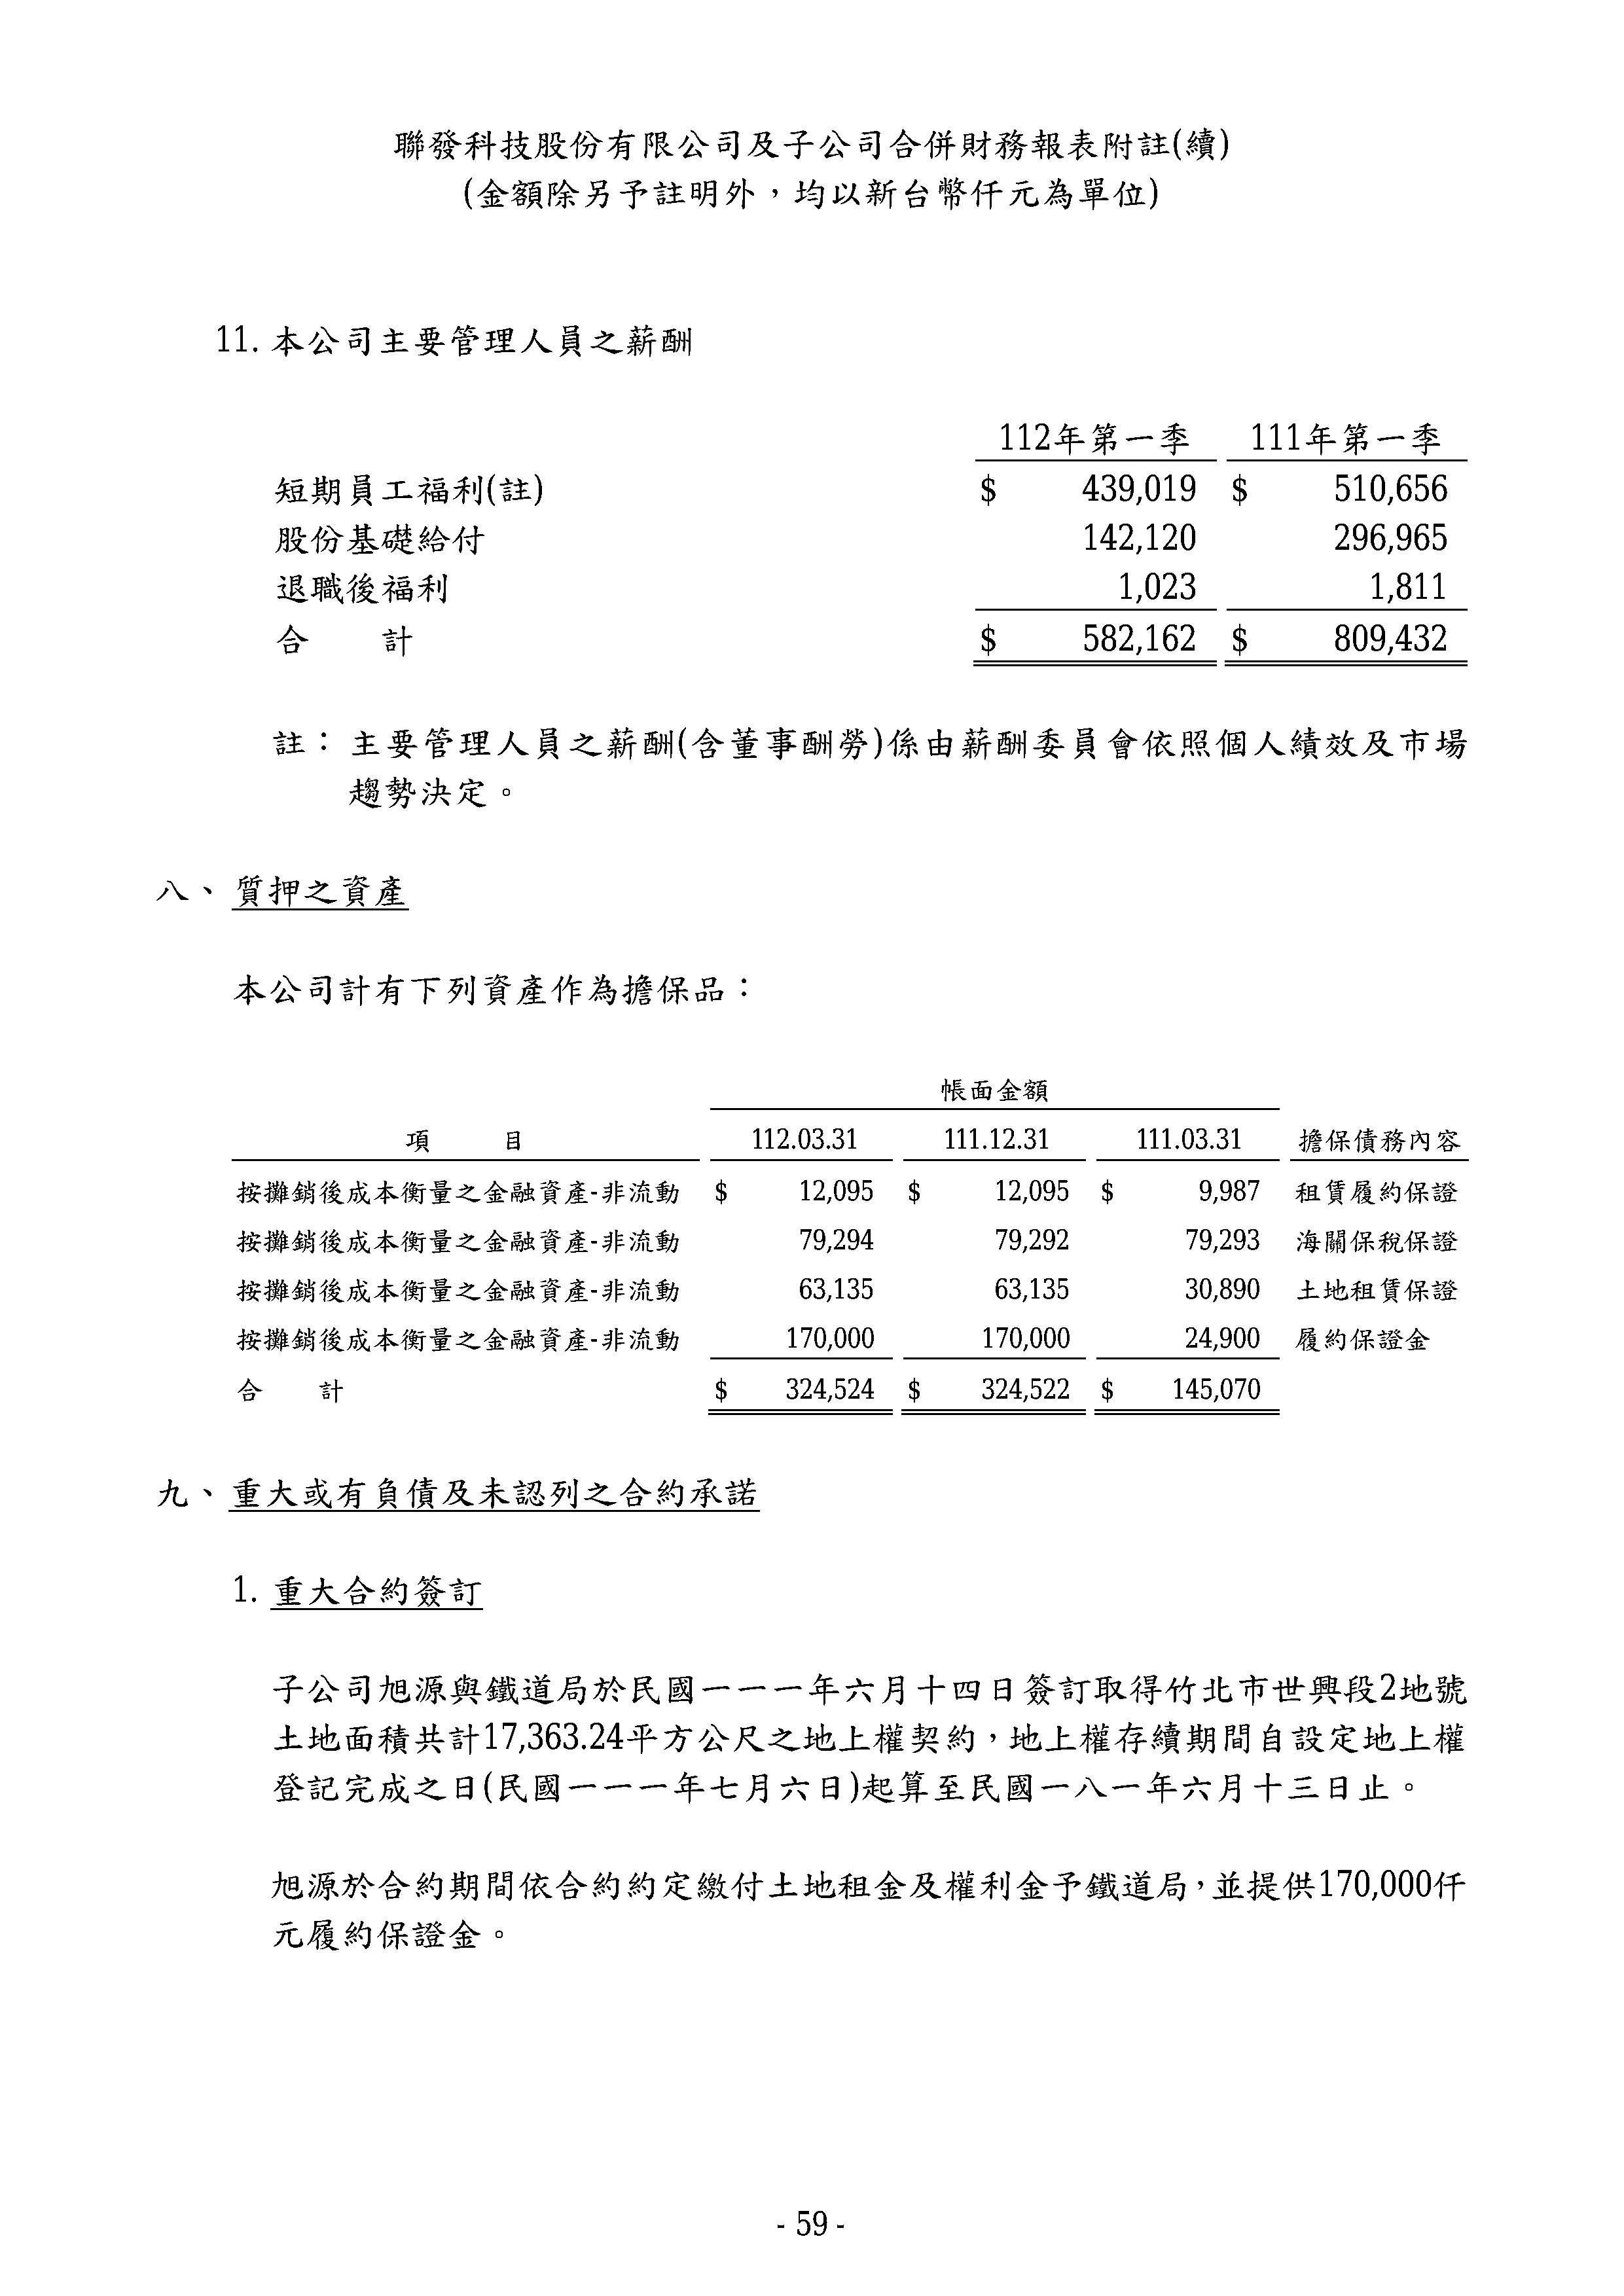 聯發科技股份有限公司及子公司合併財務報表附註(續)
(金額除另予註明外，均以新台幣仟元為單位)
11. 本公司主要管理人員之薪酬
112年第一季 111年第一季
短期員工福利(註) $ 439,019 $ 510,656
股份基礎給付 142,120 296,965
退職後福利 1,023 1,811
合 計 $ 582,162 $ 809,432
註： 主要管理人員之薪酬(含董事酬勞)係由薪酬委員會依照個人績效及市場
趨勢決定。
八、質押之資產
本公司計有下列資產作為擔保品：
帳面金額
項 目 112.03.31 111.12.31 111.03.31 擔保債務內容
按攤銷後成本衡量之金融資產-非流動 $ 12,095 $ 12,095 $ 9,987 租賃履約保證
按攤銷後成本衡量之金融資產-非流動 79,294 79,292 79,293 海關保稅保證
按攤銷後成本衡量之金融資產-非流動 63,135 63,135 30,890 土地租賃保證
按攤銷後成本衡量之金融資產-非流動 170,000 170,000 24,900 履約保證金
合 計 $ 324,524 $ 324,522 $ 145,070
九、重大或有負債及未認列之合約承諾
1. 重大合約簽訂
子公司旭源與鐵道局於民國一一一年六月十四日簽訂取得竹北市世興段2地號
土地面積共計17,363.24平方公尺之地上權契約，地上權存續期間自設定地上權
登記完成之日(民國一一一年七月六日)起算至民國一八一年六月十三日止。
旭源於合約期間依合約約定繳付土地租金及權利金予鐵道局，並提供170,000仟
元履約保證金。
- 59 -